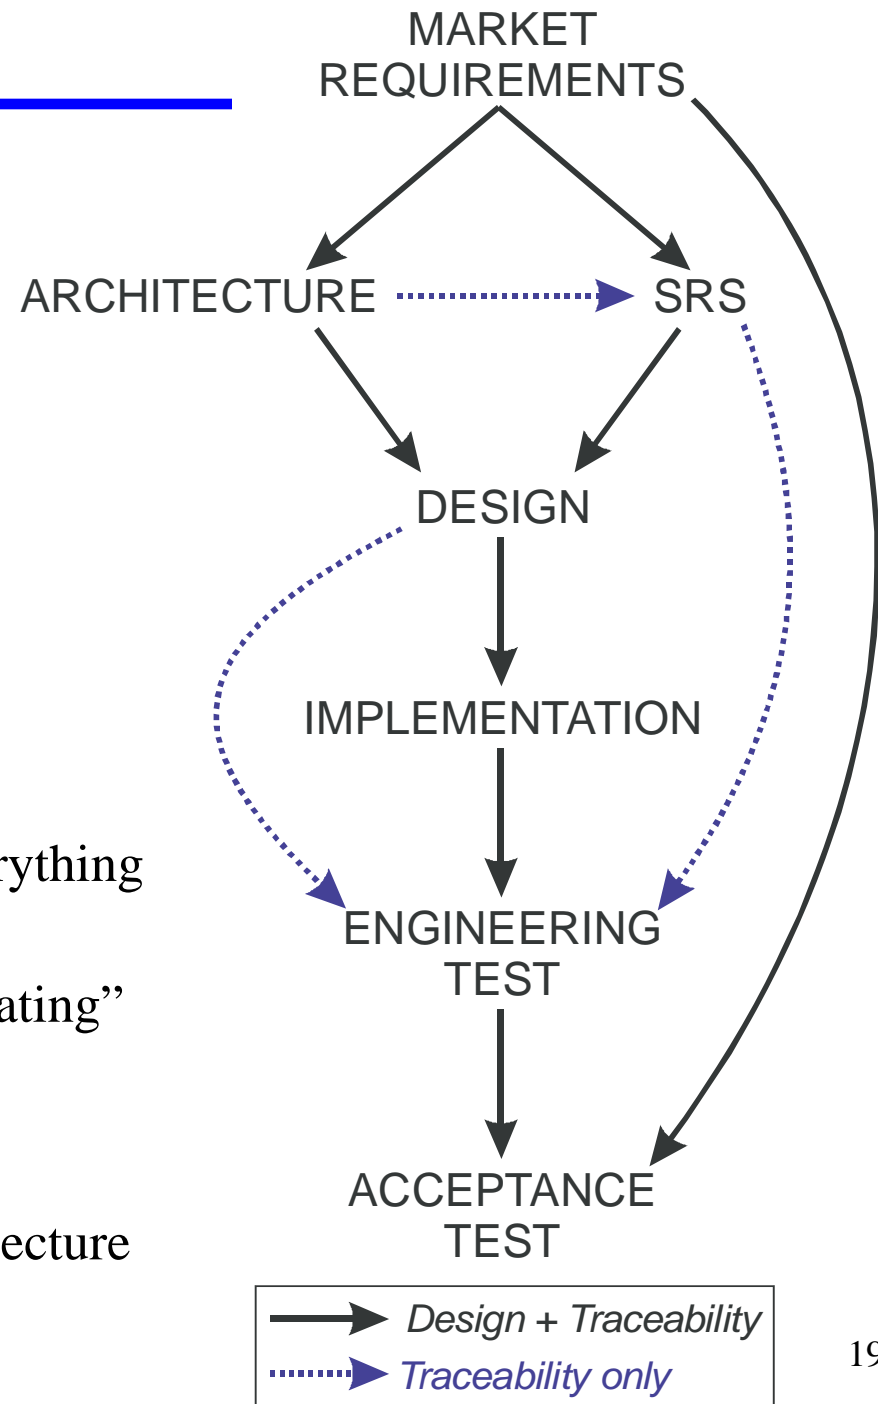 MARKET
REQUIREMENTS
ARCHITECTURE
SRS
DESIGN
IMPLEMENTATION
rything
ENGINEERING
TEST
ating”
ACCEPTANCE
TEST
ecture
Design + Traceability
Traceability only
19